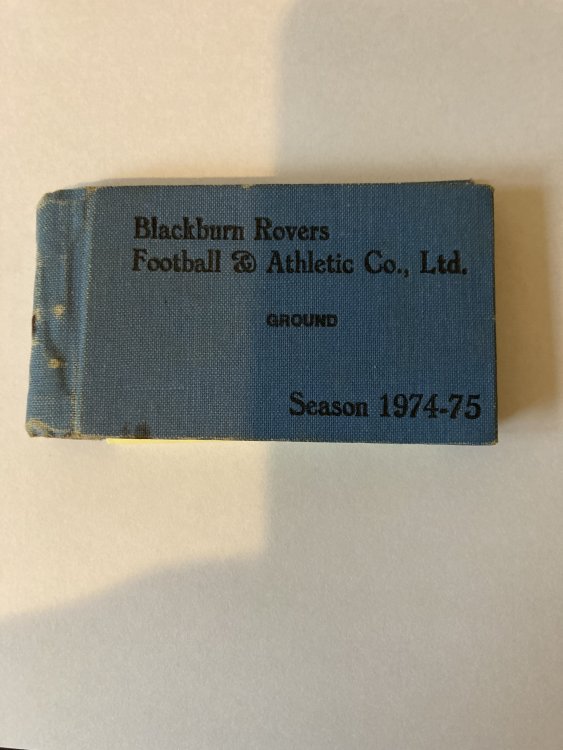 Blackburn Rovers
Football & Athletic Co., Ltd.
GROUND
Season 1974-75